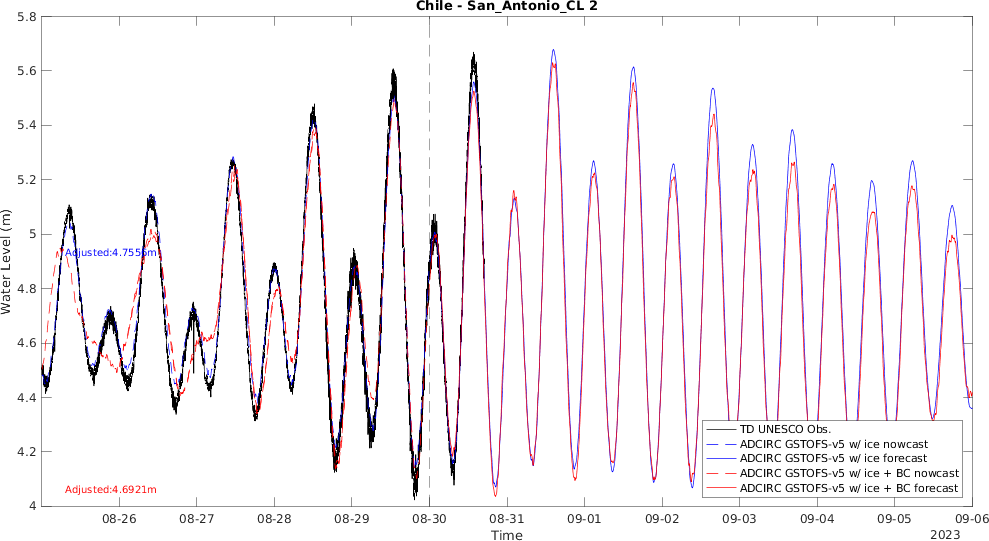 Chile - San_Antonio_CL 2
Water Level (m)
5.8
5.6
5.4
5.2
5
4.8
4.6
4.4
4.2
4
Adjusted:4.7556m
Adjusted:4.6921m
TD UNESCO Obs.
ADCIRC GSTOFS-v5 w/ ice nowcast
ADCIRC GSTOFS-v5 w/ ice forecast
ADCIRC GSTOFS-v5 w/ ice + BC nowcast
ADCIRC GSTOFS-v5 w/ ice + BC forecast
08-26 08-27 08-28 08-29 08-30 08-31 09-01 09-02 09-03 09-04 09-05 09-06
Time
2023